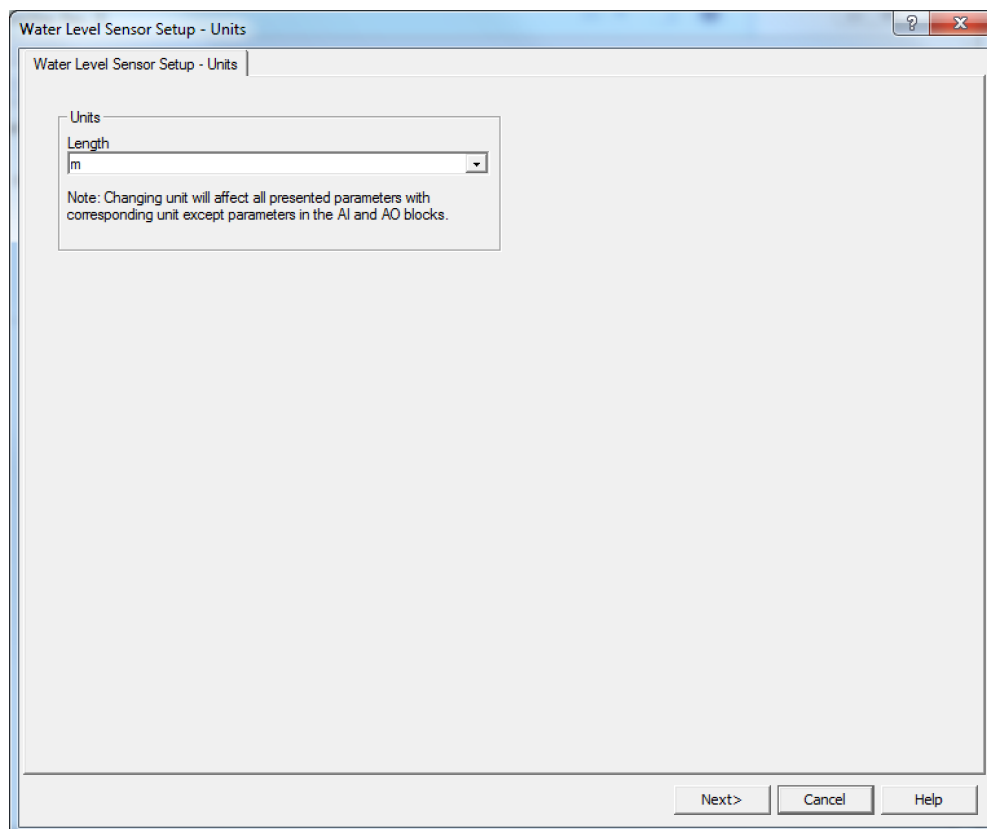 Water Level Sensor Setup - Units
?
X
Water Level Sensor Setup - Units
Units
Length
m
Note: Changing unit will affect all presented parameters with
corresponding unit except parameters in the AI and AO blocks.
Next>
Cancel
Help